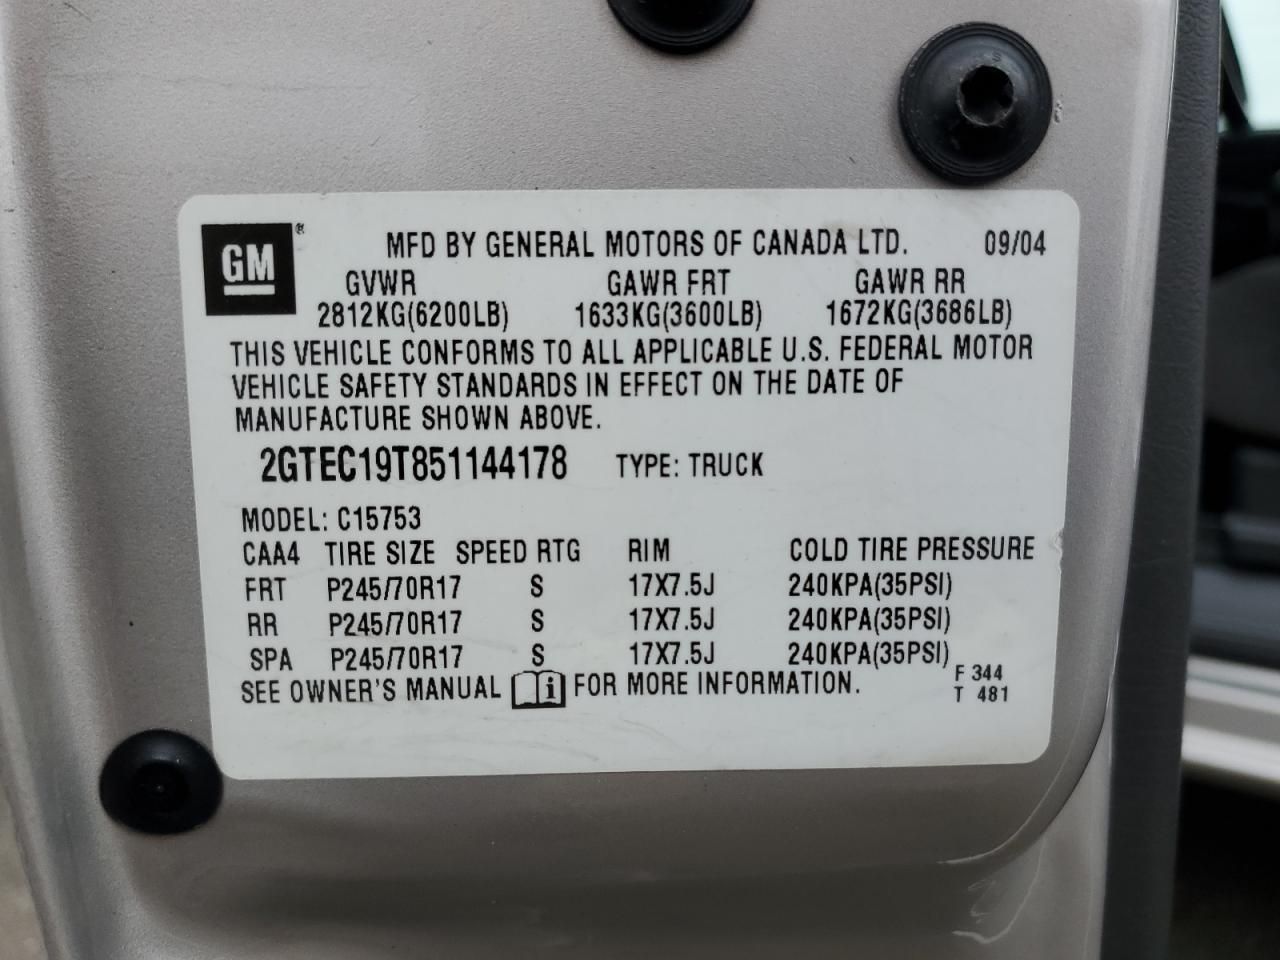 GM®
MFD BY GENERAL MOTORS OF CANADA LTD. 09/04
GVWR GAWR FRT GAWR RR
2812KG(6200LB) 1633KG(3600LB) 1672KG(3686LB)
THIS VEHICLE CONFORMS TO ALL APPLICABLE U.S. FEDERAL MOTOR
VEHICLE SAFETY STANDARDS IN EFFECT ON THE DATE OF
MANUFACTURE SHOWN ABOVE.
2GTEC19T851144178 TYPE: TRUCK
MODEL: C15753
CAA4 TIRE SIZE SPEED RTG RIM COLD TIRE PRESSURE
FRT P245/70R17 S 17X7.5J 240KPA(35PSI)
RR P245/70R17 S 17X7.5J 240KPA(35PSI)
SPA P245/70R17 S 17X7.5J 240KPA(35PSI)
SEE OWNER'S MANUAL i FOR MORE INFORMATION.
F 344
T 481